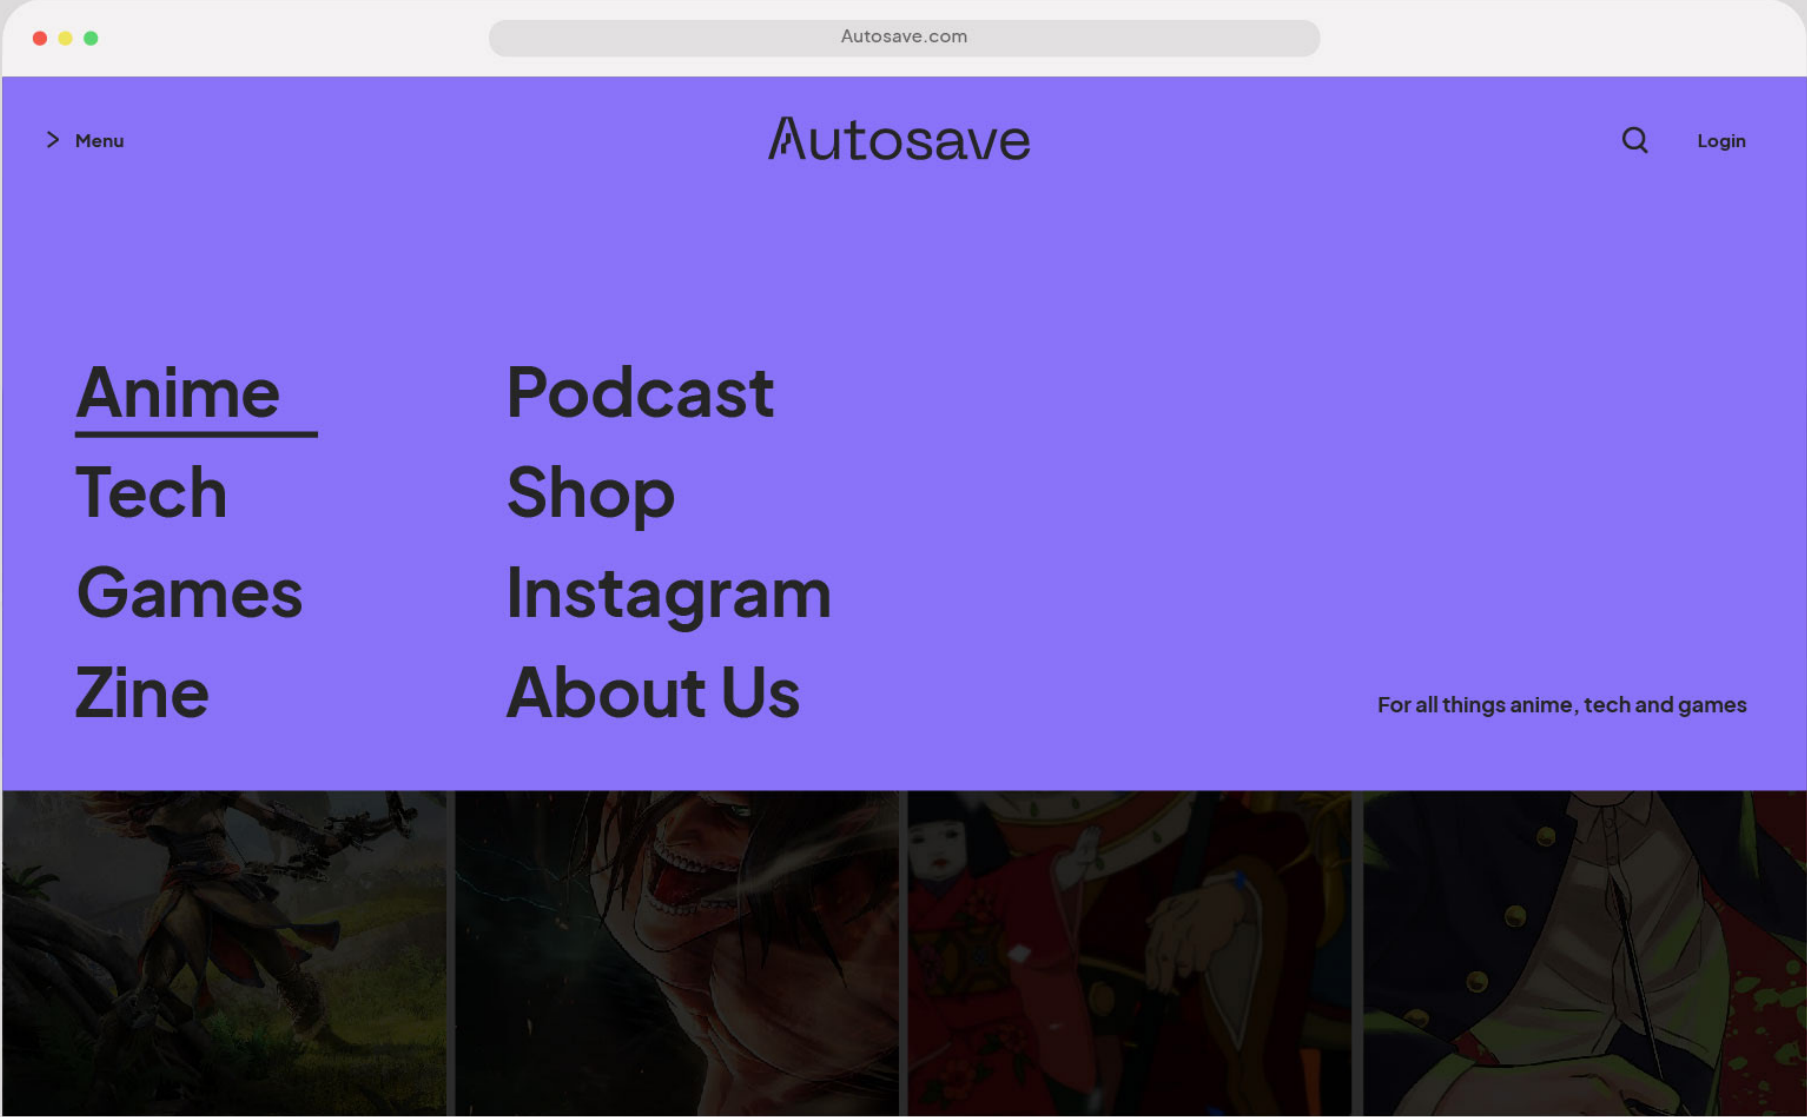 Autosave.com
Menu
Autosave
Login
Anime
Tech
Games
Zine
Podcast
Shop
Instagram
About Us
For all things anime, tech and games